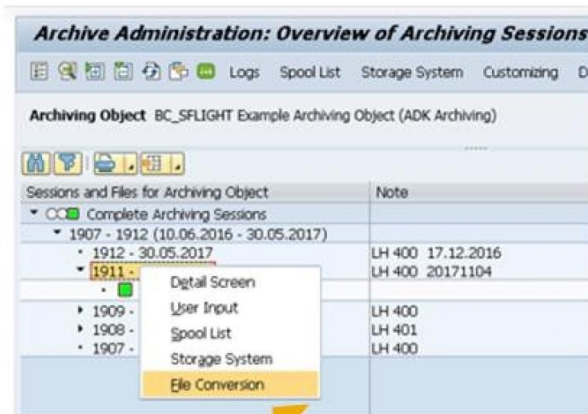 Archive Administration: Overview of Archiving Sessions
Logs Spool List Storage System Customizing D
Archiving Object BC_SFLIGHT Example Archiving Object (ADK Archiving)
Sessions and Files for Archiving Object Note
Complete Archiving Sessions
1907 - 1912 (10.06.2016 - 30.05.2017)
1912 - 30.05.2017 LH 400 17.12.2016
1911 - LH 400 20171104
Detail Screen
1909 - User Input LH 400
1908 - Spool List LH 401
1907 - LH 400
Storage System
File Conversion